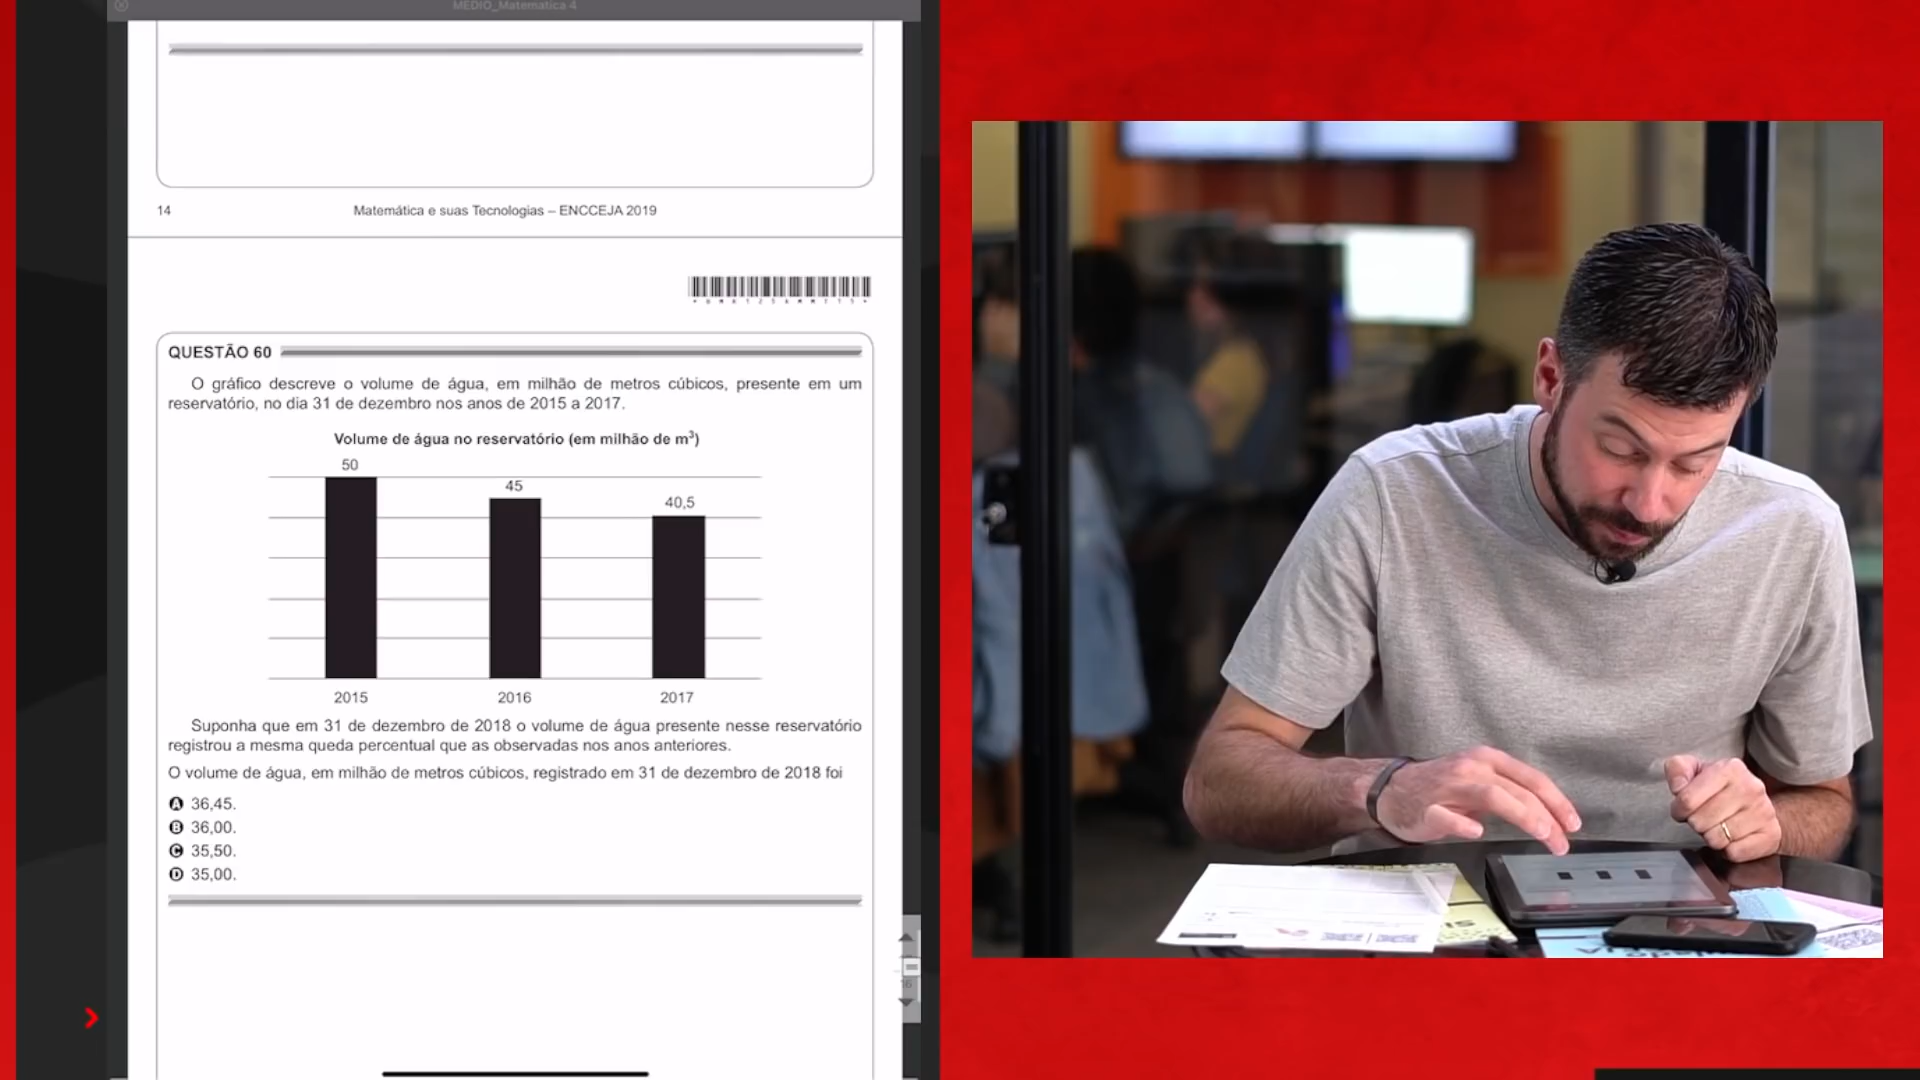 MEDIO_Matematica 4
14
Matemática e suas Tecnologias – ENCCEJA 2019
QUESTÃO 60
O gráfico descreve o volume de água, em milhão de metros cúbicos, presente em um
reservatório, no dia 31 de dezembro nos anos de 2015 a 2017.
Volume de água no reservatório (em milhão de m³)
50
45
40,5
2015 2016 2017
Suponha que em 31 de dezembro de 2018 o volume de água presente nesse reservatório
registrou a mesma queda percentual que as observadas nos anos anteriores.
O volume de água, em milhão de metros cúbicos, registrado em 31 de dezembro de 2018 foi
A 36,45.
B 36,00.
C 35,50.
D 35,00.